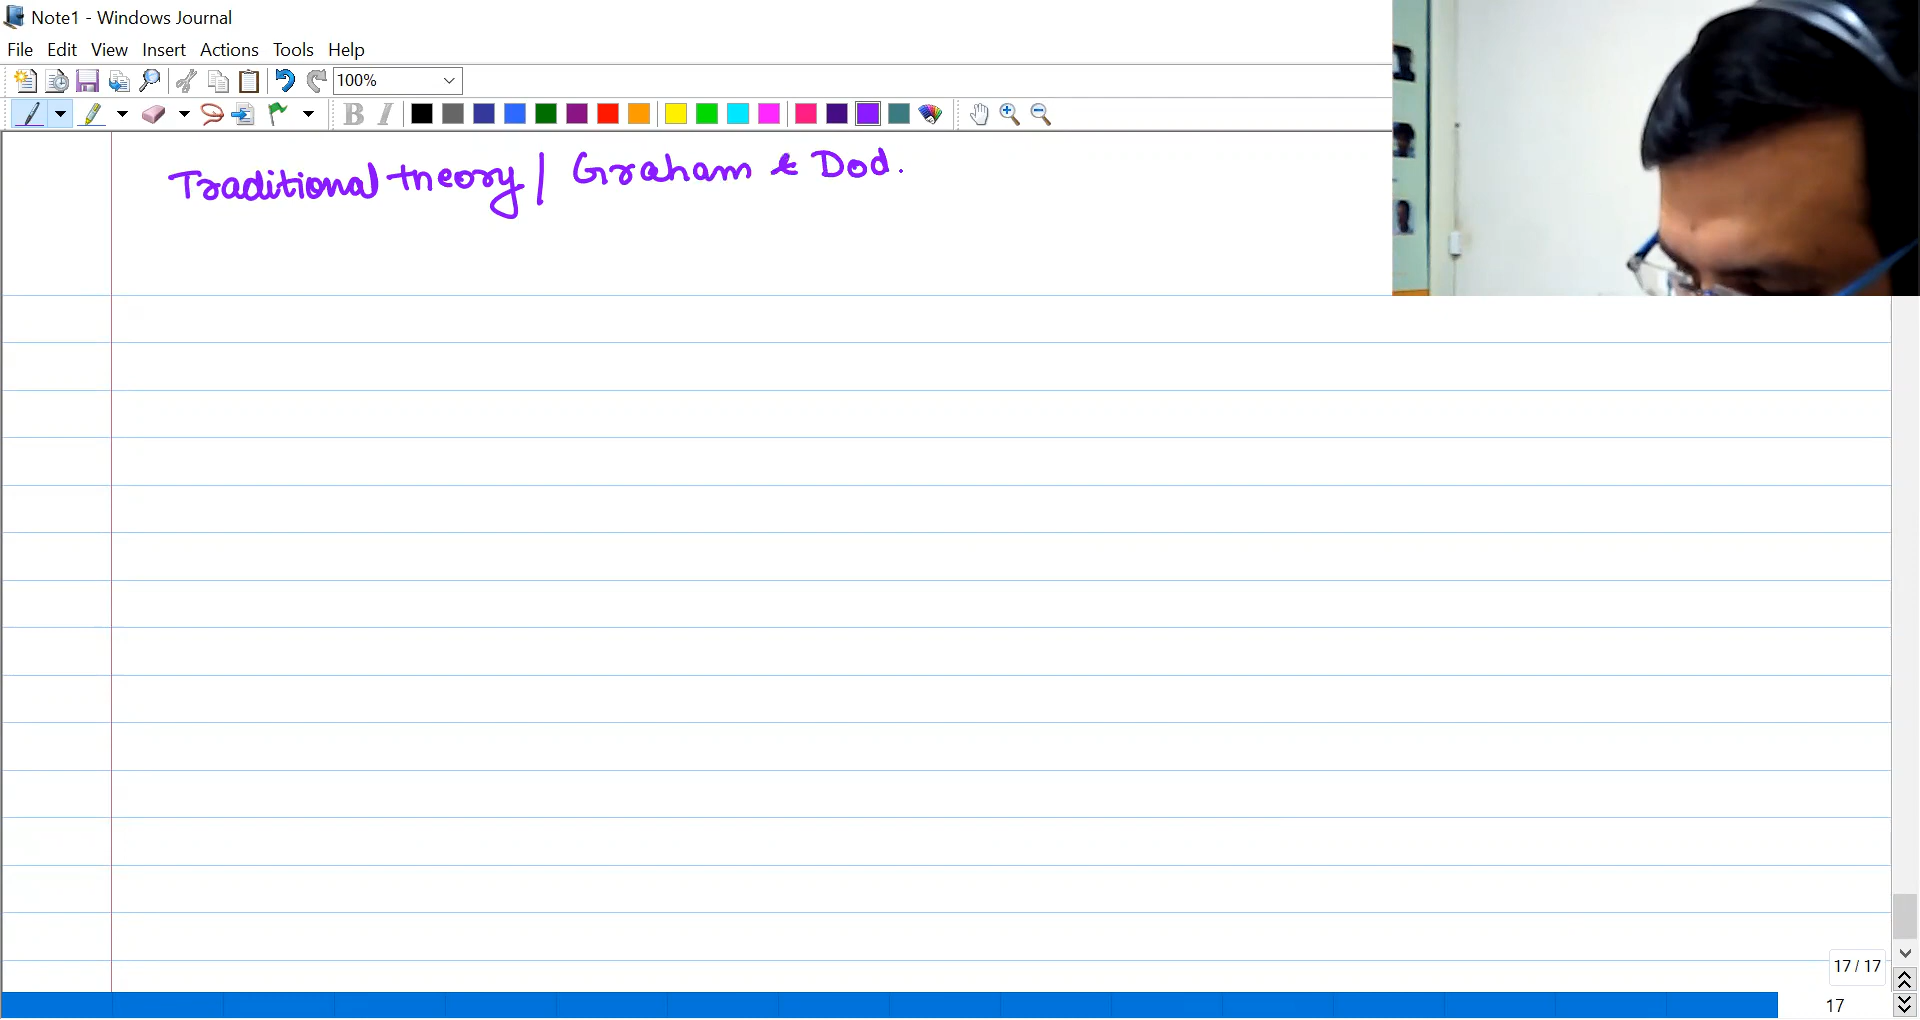 Note1 - Windows Journal
File Edit View Insert Actions Tools Help
100%
B I
Traditional theory | Graham & Dod.
17 / 17
17